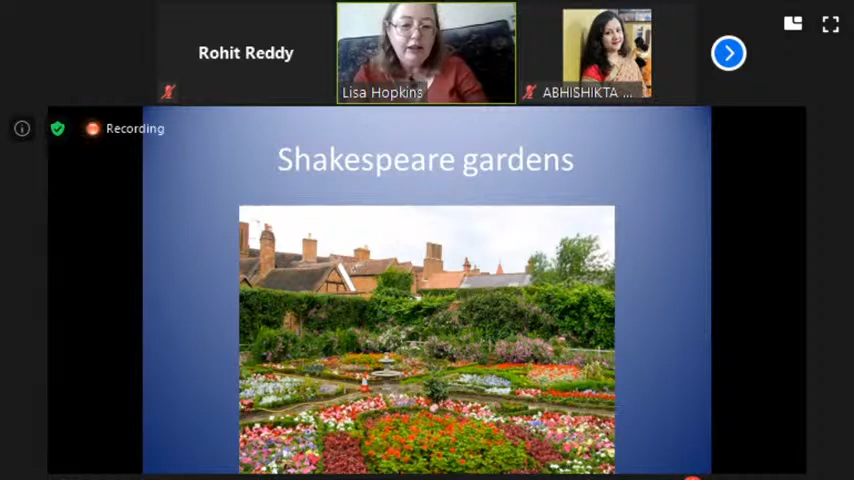 Rohit Reddy
Lisa Hopkins
ABHISHIKTA ...
Recording
Shakespeare gardens